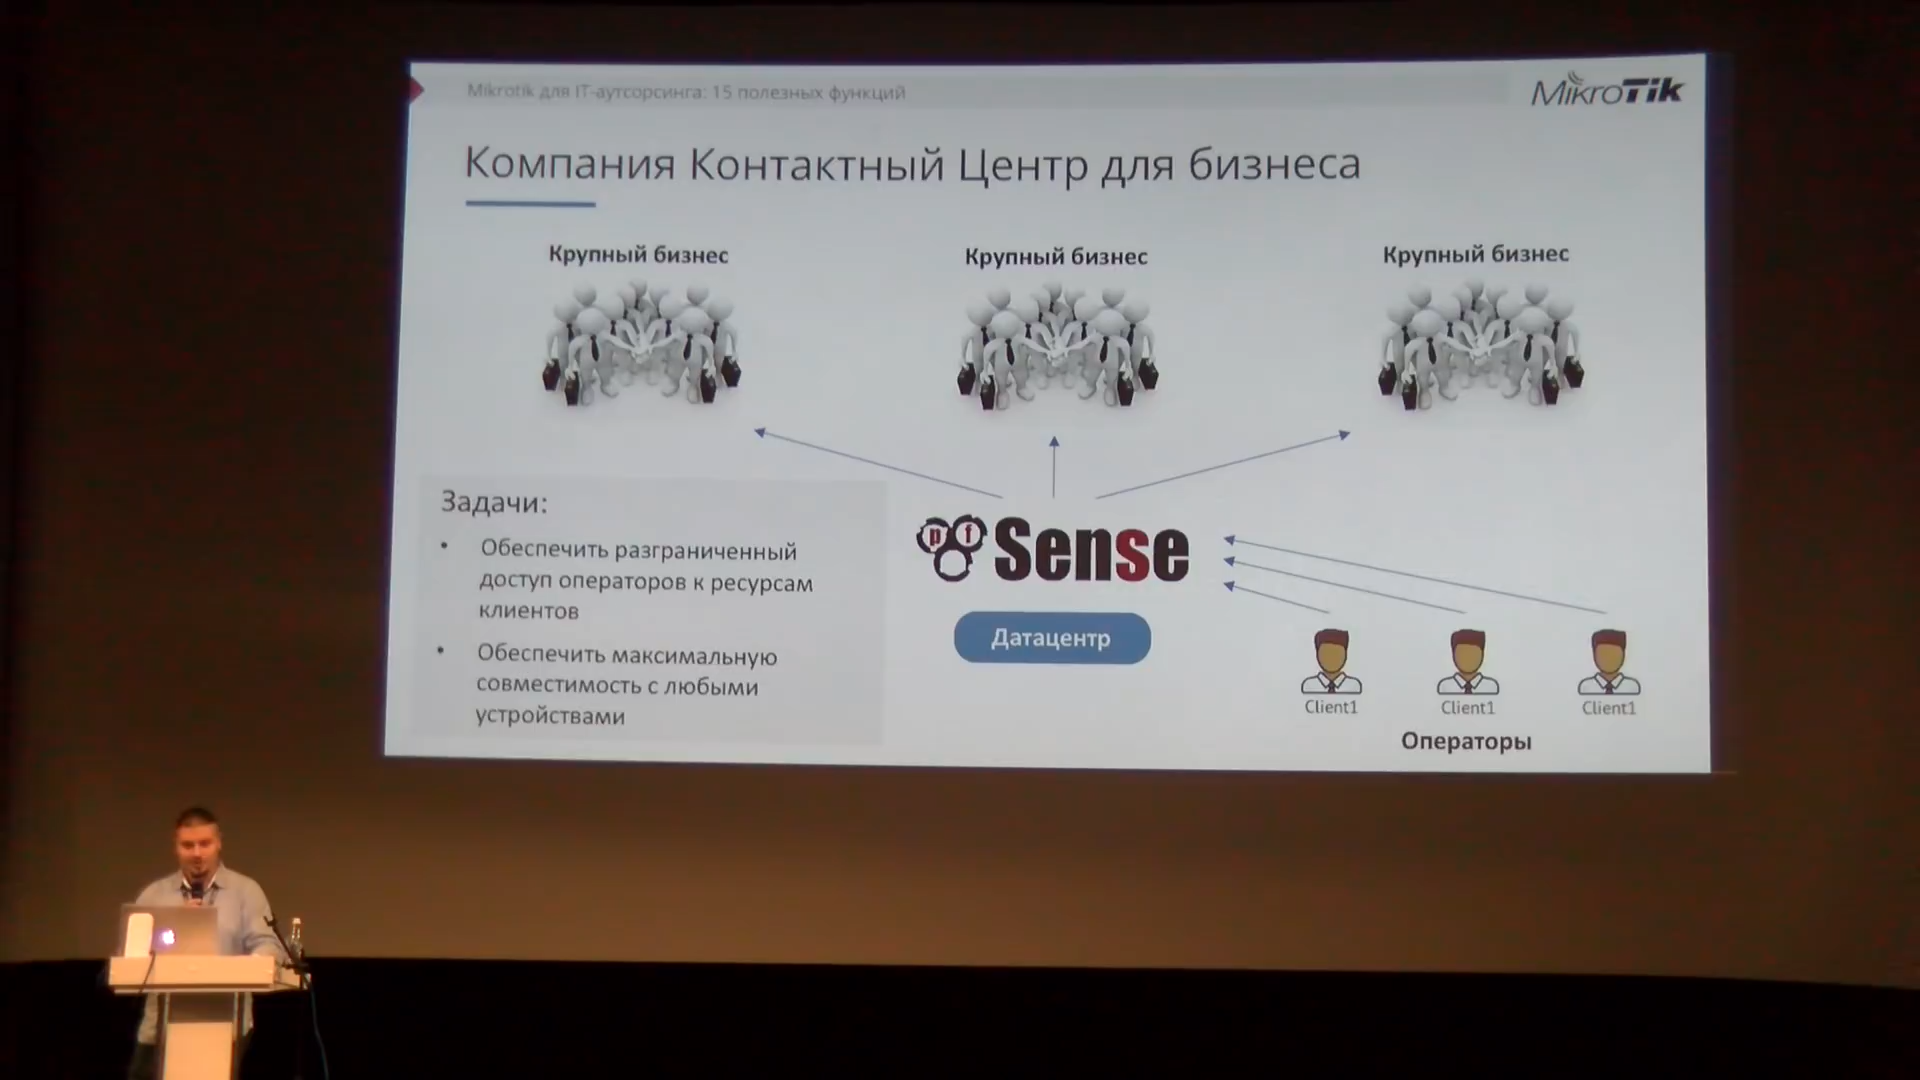 Mikrotik для IT-аутсорсинга: 15 полезных функций
MikroTik
Компания Контактный Центр для бизнеса
Крупный бизнес
Крупный бизнес
Крупный бизнес
Задачи:
• Обеспечить разграниченный
доступ операторов к ресурсам
клиентов
• Обеспечить максимальную
совместимость с любыми
устройствами
pf Sense
Датацентр
Client1
Client1
Client1
Операторы